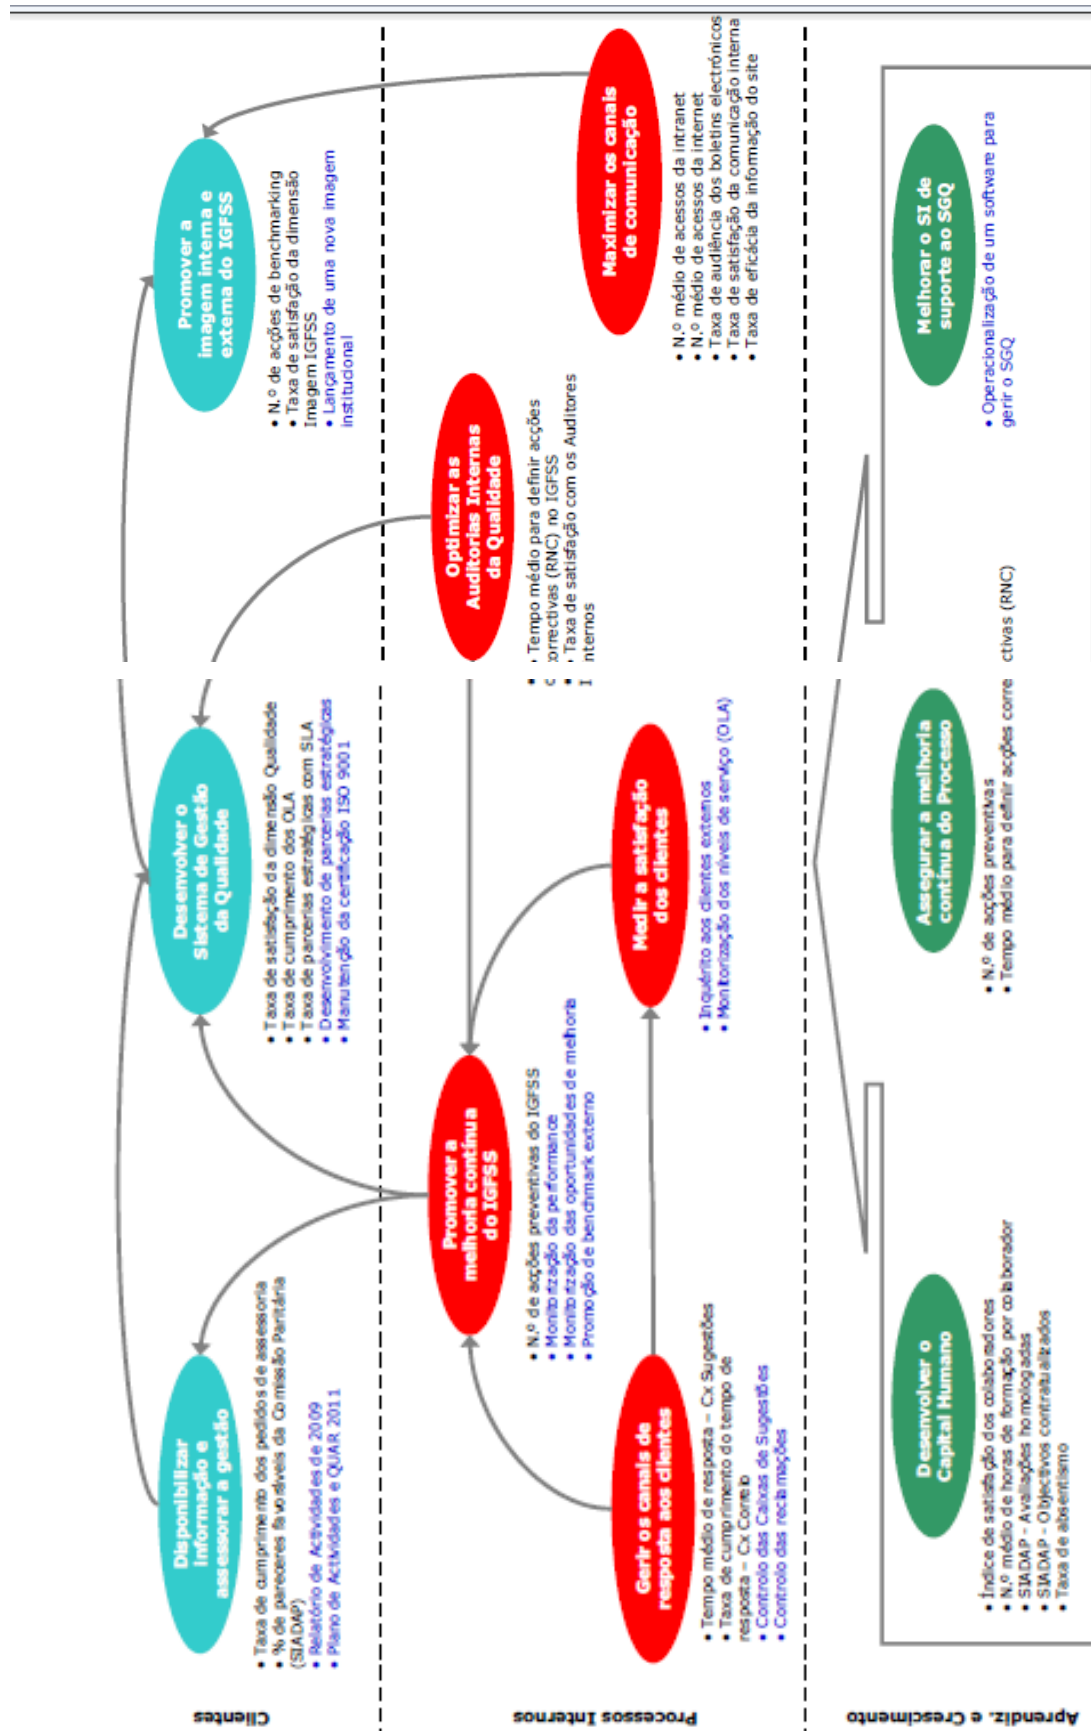 Clientes
Disponibilizar
Informação e
assessorar a gestão
• Taxa de cumprimento dos pedidos de assessoria
• % de pareceres favoráveis da Comissão Paritária
(SIADAP)
• Relatório de Actividades de 2009
• Plano de Actividades e QUAR 2011
Desenvolver o
Sistema de Gestão
da Qualidade
• Taxa de satisfação da dimensão Qualidade
• Taxa de cumprimento dos OLA
• Taxa de parcerias estratégicas com SLA
• Desenvolvimento de parcerias estratégicas
• Manutenção da certificação ISO 9001
Promover a
imagem interna e
externa do IGFSS
• N.º de acções de benchmarking
• Taxa de satisfação da dimensão
Imagem IGFSS
• Lançamento de uma nova imagem
institucional
Processos Internos
Gerir os canais de
resposta aos clientes
• Tempo médio de resposta – Cx Sugestões
• Taxa de cumprimento do tempo de
resposta – Cx Correio
• Controlo das Caixas de Sugestões
• Controlo das reclamações
Promover a
melhoria contínua
do IGFSS
• N.º de acções preventivas do IGFSS
• Monitorização da performance
• Monitorização das oportunidades de melhoria
• Promoção de benchmark externo
Medir a satisfação
dos clientes
• Inquérito aos clientes externos
• Monitorização dos níveis de serviço (OLA)
Optimizar as
Auditorias Internas
da Qualidade
• Tempo médio para definir acções
correctivas (RNC) no IGFSS
• Taxa de satisfação com os Auditores
Internos
Maximizar os canais
de comunicação
• N.º médio de acessos da intranet
• N.º médio de acessos da internet
• Taxa de audiência dos boletins electrónicos
• Taxa de satisfação da comunicação interna
• Taxa de eficácia da informação do site
Aprendiz. e Crescimento
Desenvolver o
Capital Humano
• Índice de satisfação dos colaboradores
• N.º médio de horas de formação por colaborador
• SIADAP – Avaliações homologadas
• SIADAP – Objectivos contratualizados
• Taxa de absentismo
Assegurar a melhoria
contínua do Processo
• N.º de acções preventivas
• Tempo médio para definir acções correctivas (RNC)
Melhorar o SI de
suporte ao SGQ
• Operacionalização de um software para
gerir o SGQ